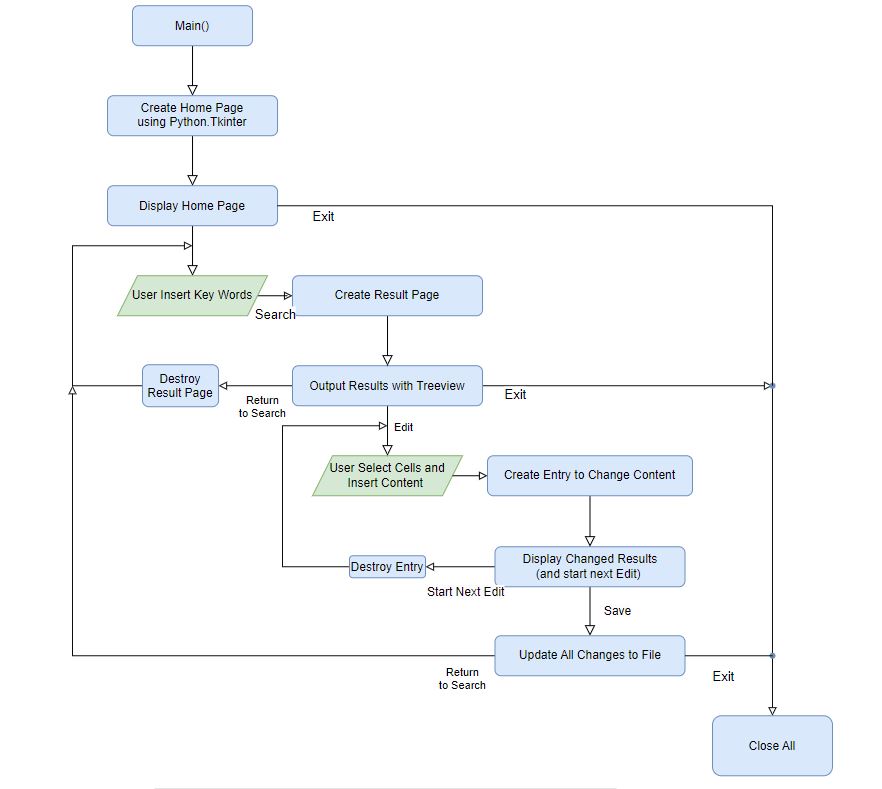 Main()
Create Home Page
using Python.Tkinter
Display Home Page
Exit
User Insert Key Words
Search
Create Result Page
Destroy
Result Page
Return
to Search
Output Results with Treeview
Exit
Edit
User Select Cells and
Insert Content
Create Entry to Change Content
Destroy Entry
Start Next Edit
Display Changed Results
(and start next Edit)
Save
Return
to Search
Update All Changes to File
Exit
Close All